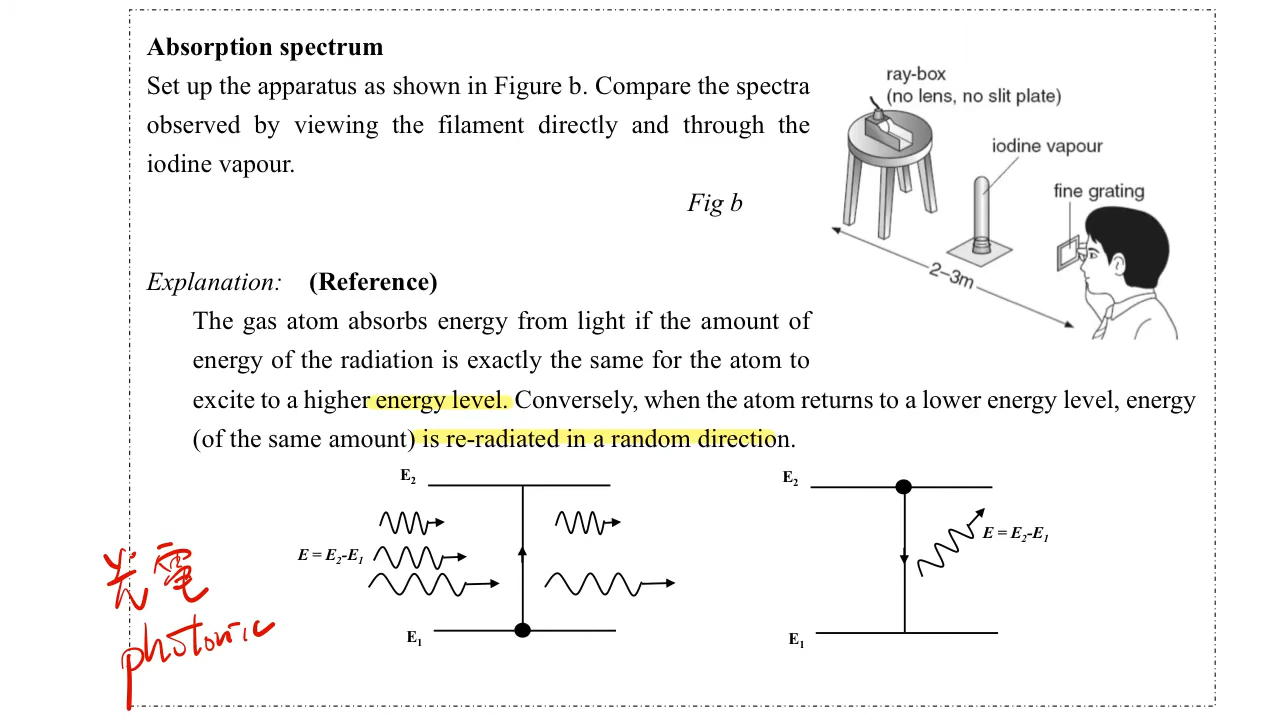 Absorption spectrum
Set up the apparatus as shown in Figure b. Compare the spectra
observed by viewing the filament directly and through the
iodine vapour.
Fig b
ray-box
(no lens, no slit plate)
iodine vapour
fine grating
2–3m
Explanation: (Reference)
The gas atom absorbs energy from light if the amount of
energy of the radiation is exactly the same for the atom to
excite to a higher energy level. Conversely, when the atom returns to a lower energy level, energy
(of the same amount) is re-radiated in a random direction.
E₂
E = E₂-E₁
E₁
E₂
E = E₂-E₁
E₁
光電
photonic